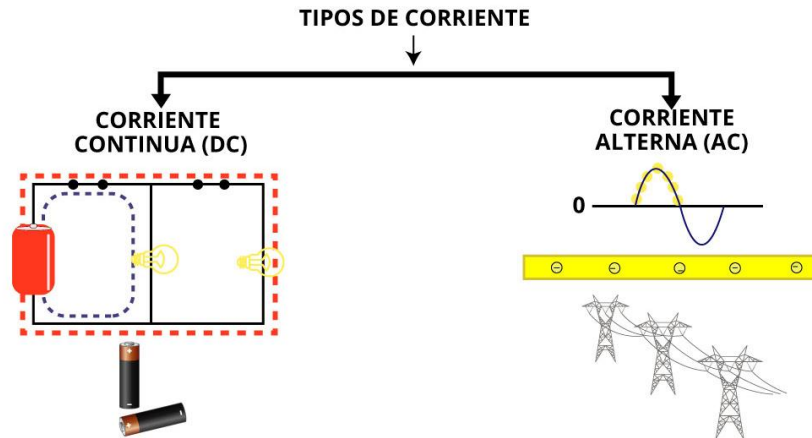 TIPOS DE CORRIENTE
CORRIENTE
CONTINUA (DC)
CORRIENTE
ALTERNA (AC)
0